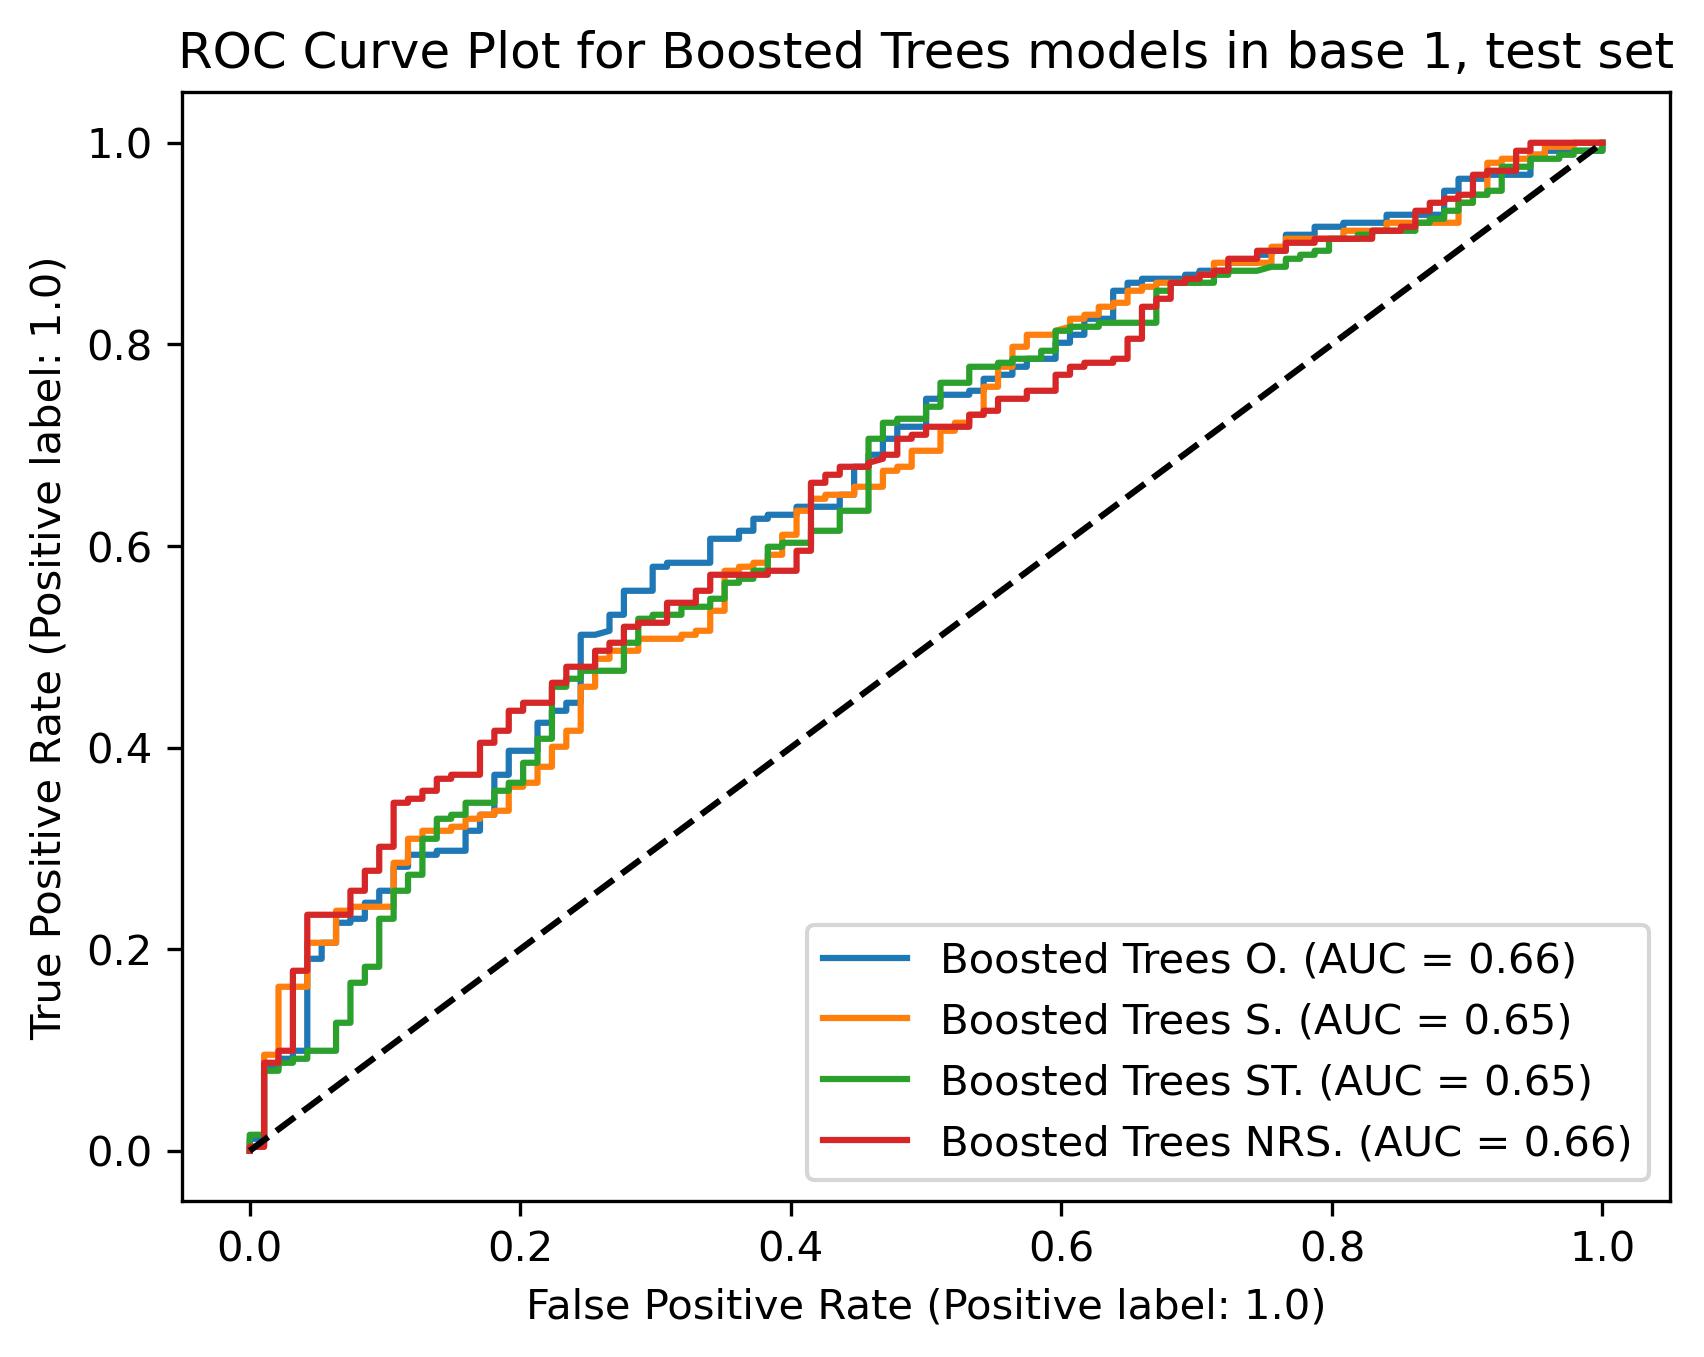 ROC Curve Plot for Boosted Trees models in base 1, test set
True Positive Rate (Positive label: 1.0)
1.0
0.8
0.6
0.4
0.2
0.0
Boosted Trees O. (AUC = 0.66)
Boosted Trees S. (AUC = 0.65)
Boosted Trees ST. (AUC = 0.65)
Boosted Trees NRS. (AUC = 0.66)
0.0 0.2 0.4 0.6 0.8 1.0
False Positive Rate (Positive label: 1.0)